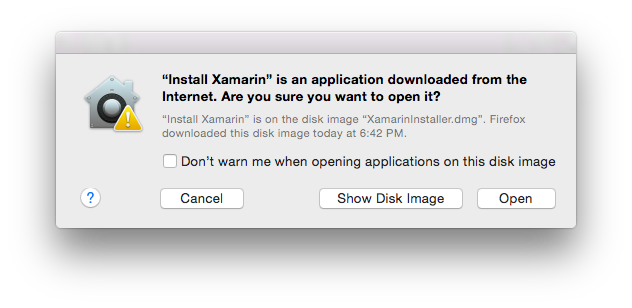 “Install Xamarin” is an application downloaded from the
Internet. Are you sure you want to open it?
“Install Xamarin” is on the disk image “XamarinInstaller.dmg”. Firefox
downloaded this disk image today at 6:42 PM.
Don’t warn me when opening applications on this disk image
? Cancel Show Disk Image Open